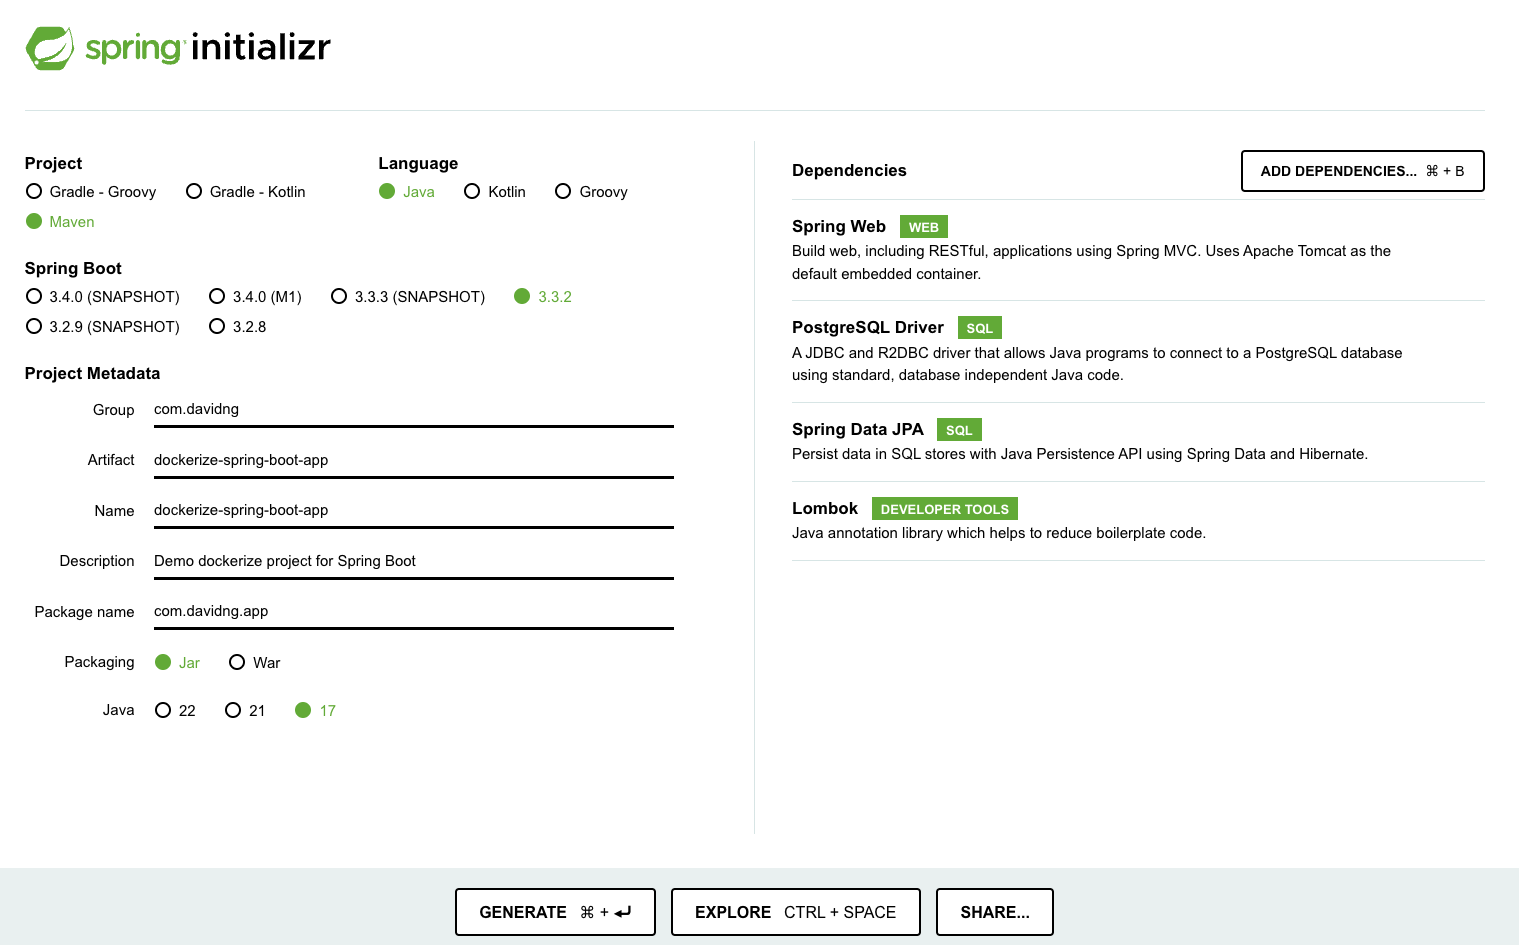 spring initializr
Project
Gradle - Groovy Gradle - Kotlin
Maven
Language
Java Kotlin Groovy
Spring Boot
3.4.0 (SNAPSHOT) 3.4.0 (M1) 3.3.3 (SNAPSHOT) 3.3.2
3.2.9 (SNAPSHOT) 3.2.8
Project Metadata
Group com.davidng
Artifact dockerize-spring-boot-app
Name dockerize-spring-boot-app
Description Demo dockerize project for Spring Boot
Package name com.davidng.app
Packaging Jar War
Java 22 21 17
Dependencies ADD DEPENDENCIES... ⌘ + B
Spring Web WEB
Build web, including RESTful, applications using Spring MVC. Uses Apache Tomcat as the
default embedded container.
PostgreSQL Driver SQL
A JDBC and R2DBC driver that allows Java programs to connect to a PostgreSQL database
using standard, database independent Java code.
Spring Data JPA SQL
Persist data in SQL stores with Java Persistence API using Spring Data and Hibernate.
Lombok DEVELOPER TOOLS
Java annotation library which helps to reduce boilerplate code.
GENERATE ⌘ + ⏎ EXPLORE CTRL + SPACE SHARE...